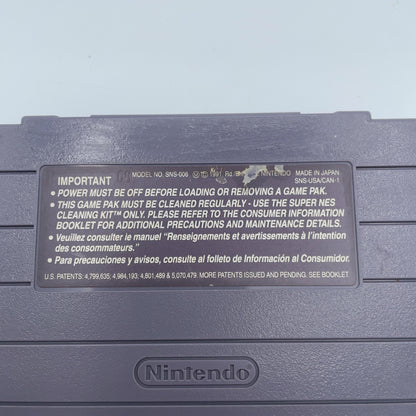 MODEL NO. SNS-006 Ⓜ Ⓒ 1991 NINTENDO MADE IN JAPAN
IMPORTANT SNS-USA/CAN-1
• POWER MUST BE OFF BEFORE LOADING OR REMOVING A GAME PAK.
• THIS GAME PAK MUST BE CLEANED REGULARLY - USE THE SUPER NES
CLEANING KIT™ ONLY. PLEASE REFER TO THE CONSUMER INFORMATION
BOOKLET FOR ADDITIONAL PRECAUTIONS AND MAINTENANCE DETAILS.
• Veuillez consulter le manuel "Renseignements et avertissements à l'intention
des consommateurs."
• Para precauciones y avisos, consulte al folleto de Información al Consumidor.
U.S. PATENTS: 4,799,635; 4,984,193; 4,601,489 & 5,070,479. MORE PATENTS ISSUED AND PENDING. SEE BOOKLET.
Nintendo